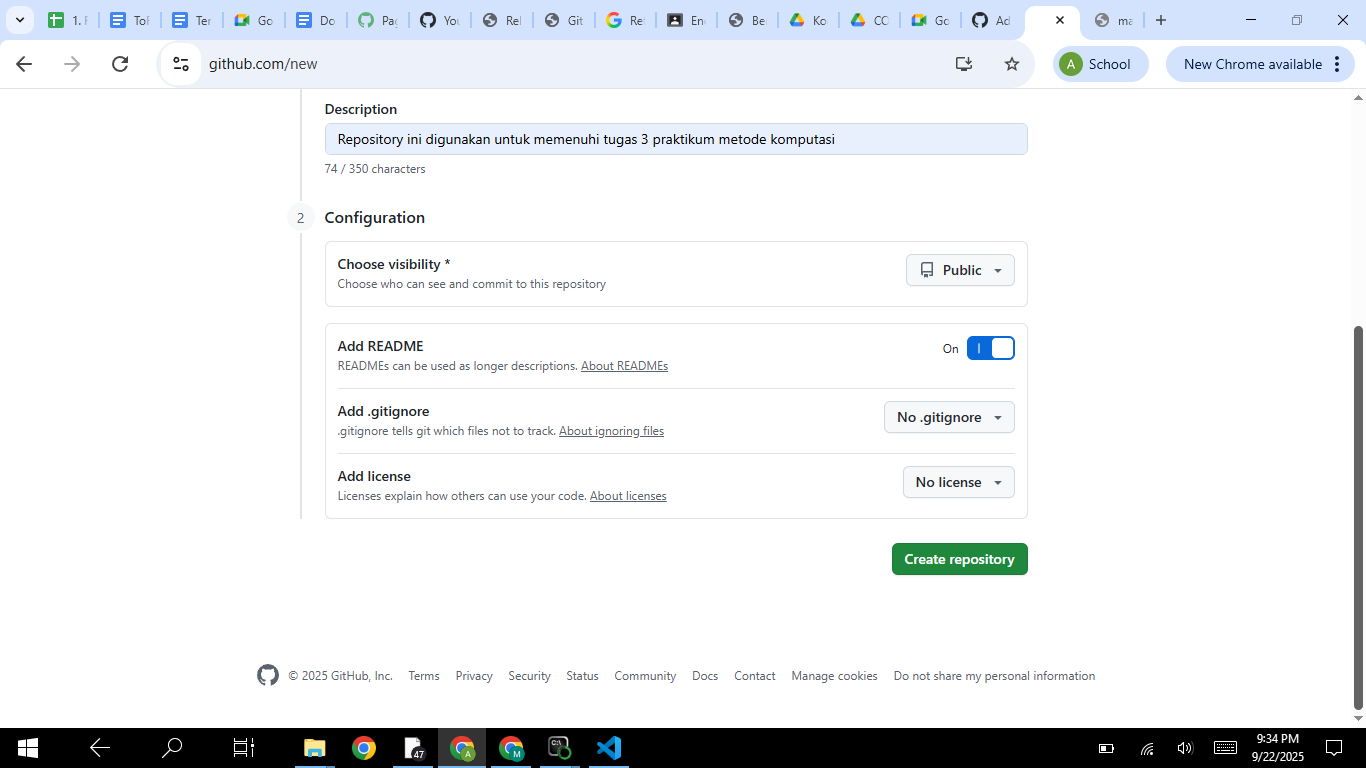 1. F
ToF
Ter
Go
Do
Pag
You
Rel
Git
Re
Enc
Be
Ko
CC
Go
Ad
ma
github.com/new
A
School
New Chrome available
Description
Repository ini digunakan untuk memenuhi tugas 3 praktikum metode komputasi
74 / 350 characters
2
Configuration
Choose visibility *
Public
Choose who can see and commit to this repository
Add README
On
READMEs can be used as longer descriptions. About READMEs
Add .gitignore
No .gitignore
.gitignore tells git which files not to track. About ignoring files
Add license
No license
Licenses explain how others can use your code. About licenses
Create repository
© 2025 GitHub, Inc. Terms Privacy Security Status Community Docs Contact Manage cookies Do not share my personal information
47
A
M
C:\
9:34 PM
9/22/2025